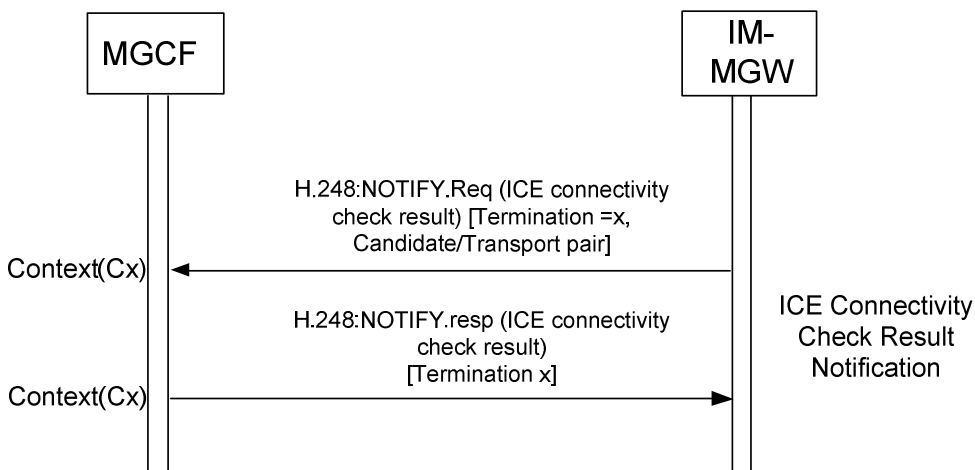 MGCF
IM-
MGW
H.248:NOTIFY.Req (ICE connectivity
check result) [Termination =x,
Candidate/Transport pair]
Context(Cx)
H.248:NOTIFY.resp (ICE connectivity
check result)
[Termination x]
Context(Cx)
ICE Connectivity
Check Result
Notification